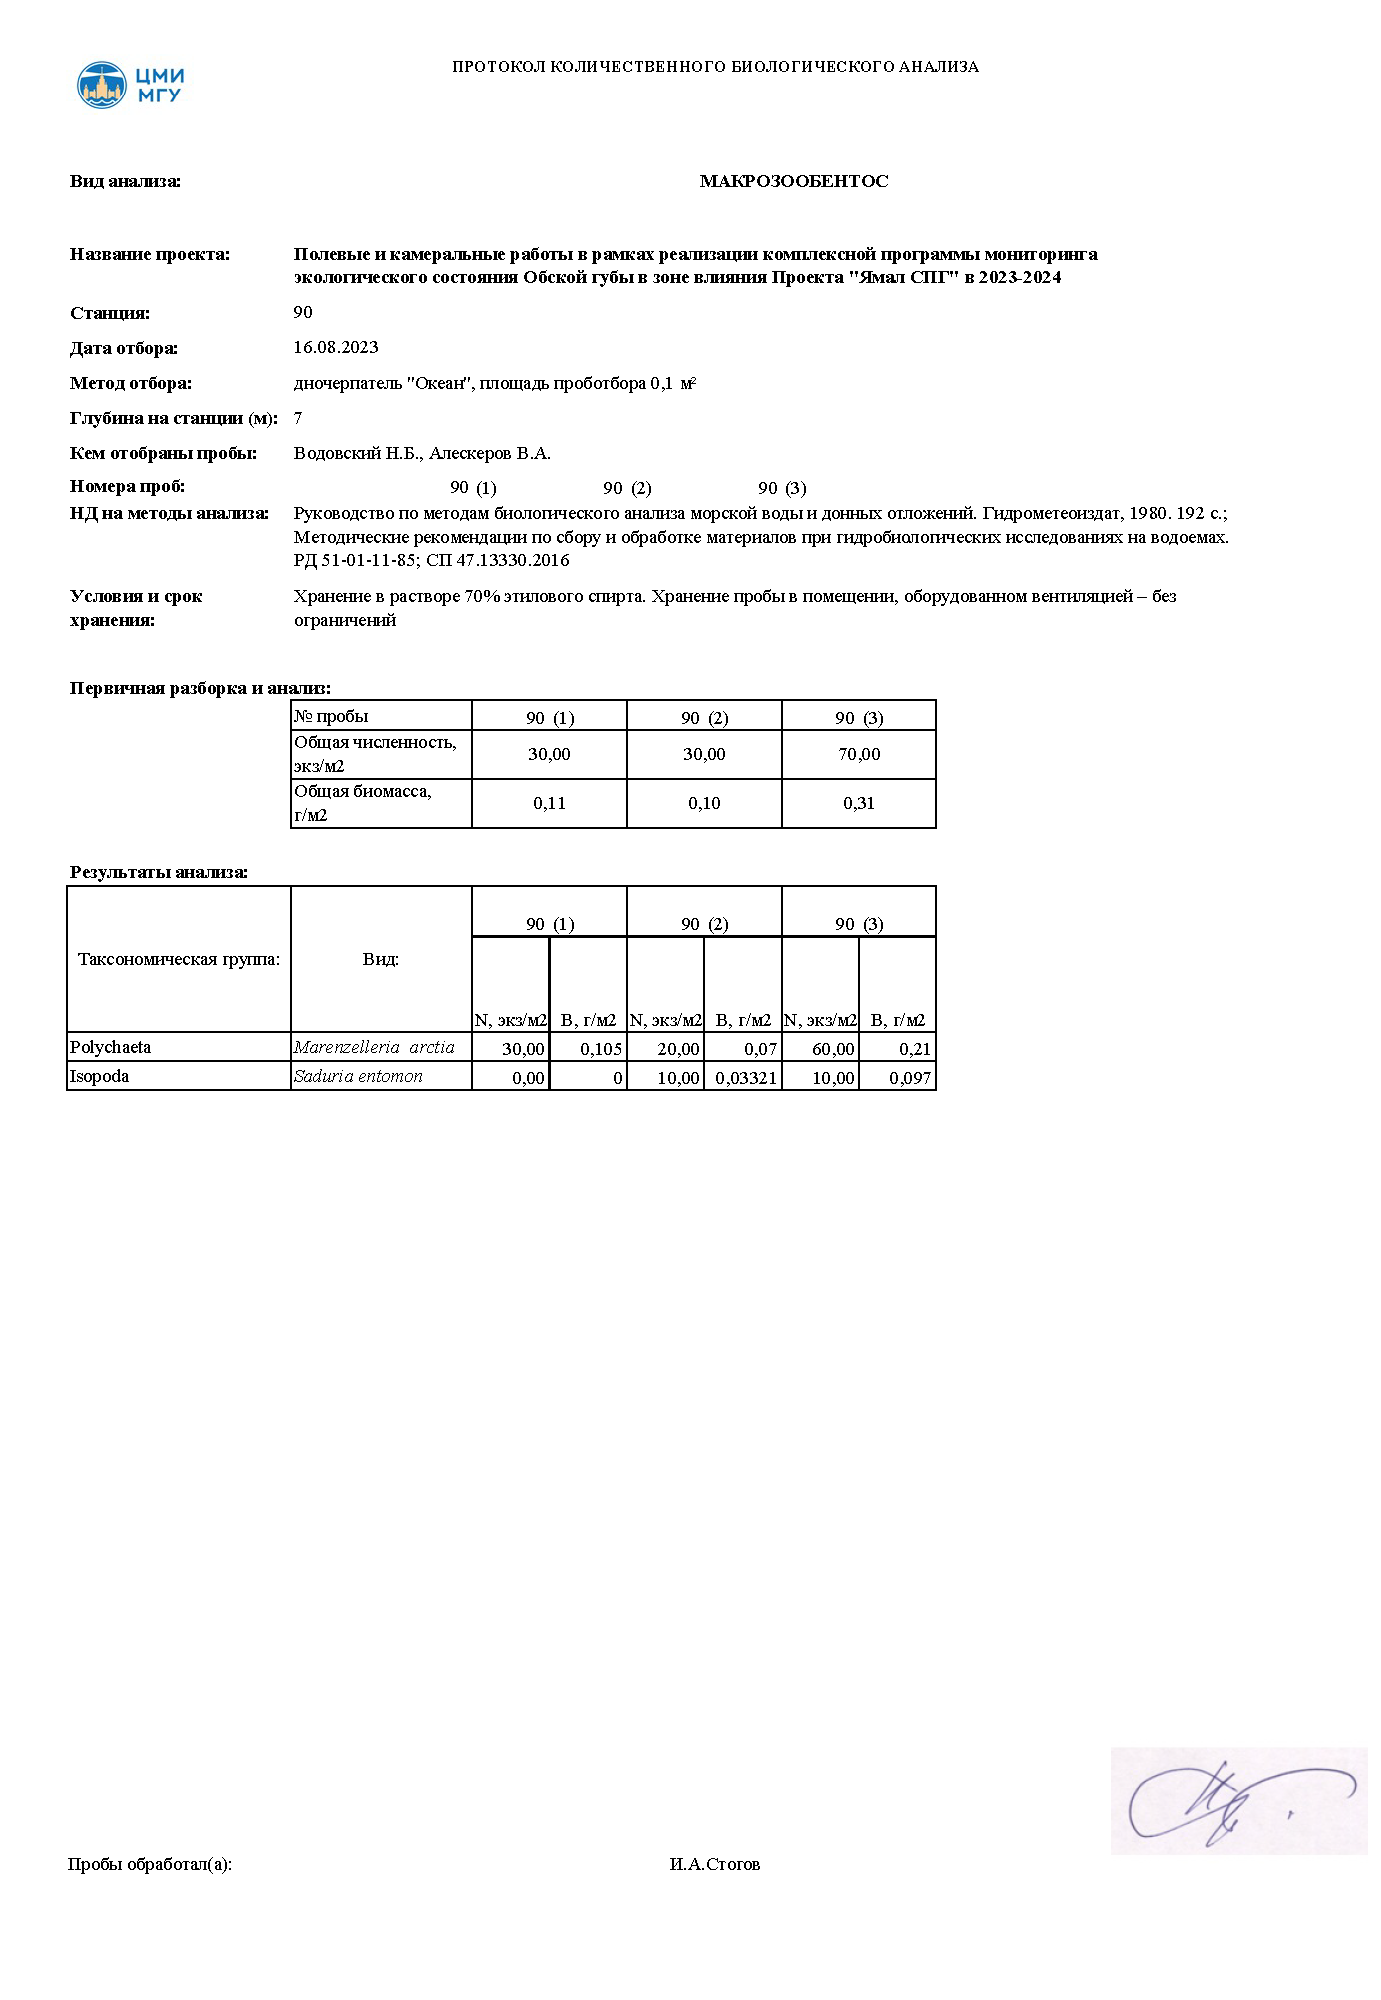 ЦМИ
МГУ
ПРОТОКОЛ КОЛИЧЕСТВЕННОГО БИОЛОГИЧЕСКОГО АНАЛИЗА
Вид анализа: МАКРОЗООБЕНТОС
Название проекта: Полевые и камеральные работы в рамках реализации комплексной программы мониторинга
экологического состояния Обской губы в зоне влияния Проекта "Ямал СПГ" в 2023-2024
Станция: 90
Дата отбора: 16.08.2023
Метод отбора: дночерпатель "Океан", площадь проботбора 0,1 м²
Глубина на станции (м): 7
Кем отобраны пробы: Водовский Н.Б., Алескеров В.А.
Номера проб: 90 (1) 90 (2) 90 (3)
НД на методы анализа: Руководство по методам биологического анализа морской воды и донных отложений. Гидрометеоиздат, 1980. 192 с.;
Методические рекомендации по сбору и обработке материалов при гидробиологических исследованиях на водоемах.
РД 51-01-11-85; СП 47.13330.2016
Условия и срок Хранение в растворе 70% этилового спирта. Хранение пробы в помещении, оборудованном вентиляцией – без
хранения: ограничений
Первичная разборка и анализ:
№ пробы 90 (1) 90 (2) 90 (3)
Общая численность,
экз/м2 30,00 30,00 70,00
Общая биомасса,
г/м2 0,11 0,10 0,31
Результаты анализа:
90 (1) 90 (2) 90 (3)
Таксономическая группа: Вид:
N, экз/м2 B, г/м2 N, экз/м2 B, г/м2 N, экз/м2 B, г/м2
Polychaeta Marenzelleria arctia 30,00 0,105 20,00 0,07 60,00 0,21
Isopoda Saduria entomon 0,00 0 10,00 0,03321 10,00 0,097
Пробы обработал(а): И.А.Стогов